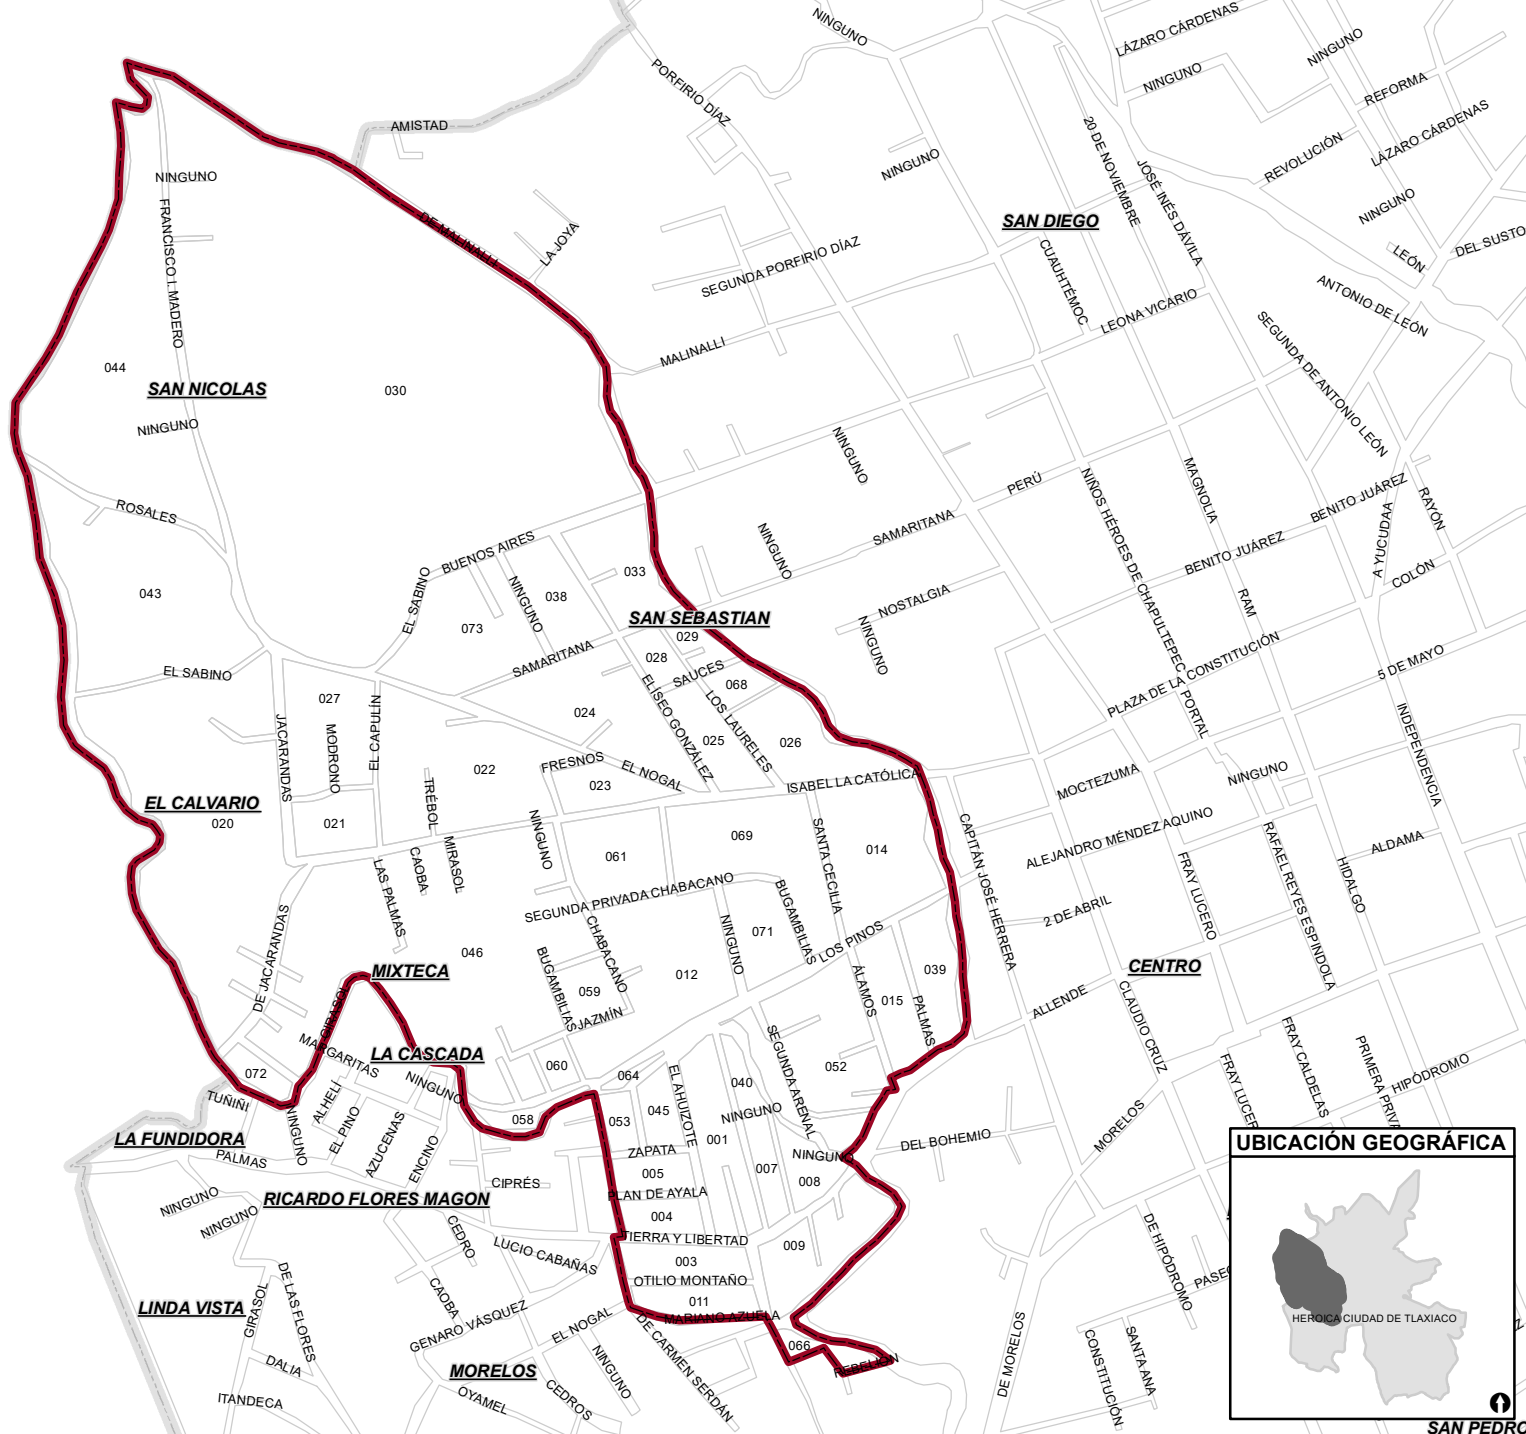 NINGUNO
LÁZARO CÁRDENAS
NINGUNO
PORFIRIO DÍAZ
NINGUNO
REFORMA
AMISTAD
20 DE NOVIEMBRE
LÁZARO CÁRDENAS
REVOLUCIÓN
NINGUNO
NINGUNO
JOSÉ INÉS DÁVILA
NINGUNO
FRANCISCO I. MADERO
DE MALINALLI
LA JOYA
SAN DIEGO
SEGUNDA PORFIRIO DÍAZ
CUAUHTÉMOC
LEÓN
DEL SUSTO
ANTONIO DE LEÓN
LEONA VICARIO
SEGUNDA DE ANTONIO LEÓN
MALINALLI
044
SAN NICOLAS
030
NINGUNO
NINGUNO
MAGNOLIA
PERÚ
NIÑOS HÉROES DE CHAPULTEPEC
BENITO JUÁREZ
RAYÓN
ROSALES
SAMARITANA
NINGUNO
A YUCUDAA
BUENOS AIRES
BENITO JUÁREZ
COLÓN
033
EL SABINO
NINGUNO
038
043
NOSTALGIA
RAM
073
SAN SEBASTIAN
029
NINGUNO
SAMARITANA
028
SAUCES
EL SABINO
068
PLAZA DE LA CONSTITUCIÓN
5 DE MAYO
027
EL CAPULÍN
ELISEO GONZÁLEZ
LOS LAURELES
PORTAL
024
JACARANDAS
MODRONO
025
026
INDEPENDENCIA
022
FRESNOS
EL NOGAL
023
ISABEL LA CATÓLICA
MOCTEZUMA
NINGUNO
TRÉBOL
EL CALVARIO
020
021
NINGUNO
069
SANTA CECILIA
014
CAPITÁN JOSÉ HERRERA
ALEJANDRO MÉNDEZ AQUINO
RAFAEL REYES ESPINDOLA
ALDAMA
MIRASOL
CAOBA
061
LAS PALMAS
FRAY LUCERO
HIDALGO
SEGUNDA PRIVADA CHABACANO
BUGAMBILIAS
2 DE ABRIL
DE JACARANDAS
CHABACANO
NINGUNO
071
LOS PINOS
046
BUGAMBILIAS
MIXTECA
012
039
CENTRO
059
ÁLAMOS
015
PALMAS
ALLENDE
CLAUDIO CRUZ
GIRASOL
JAZMÍN
SEGUNDA ARENAL
FRAY CALDELAS
MARGARITAS
LA CASCADA
072
060
064
EL AHUIZOTE
052
PRIMERA PRIVA
HIPÓDROMO
NINGUNO
040
FRAY LUCER
TUÑIÑI
ALHELÍ
045
NINGUNO
058
053
MORELOS
NINGUNO
EL PINO
AZUCENAS
001
LA FUNDIDORA
PALMAS
ENCINO
ZAPATA
NINGUNO
DEL BOHEMIO
UBICACIÓN GEOGRÁFICA
005
007
008
CIPRÉS
NINGUNO
RICARDO FLORES MAGON
PLAN DE AYALA
NINGUNO
004
DE HIPÓDROMO
CEDRO
LUCIO CABAÑAS
TIERRA Y LIBERTAD
009
003
PASEO
DE LAS FLORES
OTILIO MONTAÑO
CAOBA
011
LINDA VISTA
GIRASOL
GENARO VÁSQUEZ
EL NOGAL
MARIANO AZUELA
DE CARMEN SERDÁN
HEROICA CIUDAD DE TLAXIACO
066
REBELION
DE MORELOS
CONSTITUCIÓN
SANTA ANA
DALIA
MORELOS
NINGUNO
ITANDECA
OYAMEL
CEDROS
SAN PEDRO